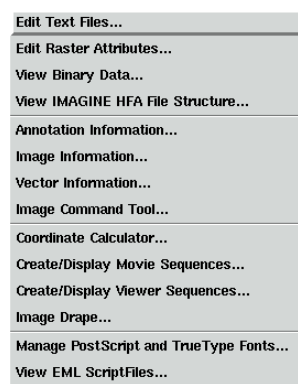 Edit Text Files...
Edit Raster Attributes...
View Binary Data...
View IMAGINE HFA File Structure...
Annotation Information...
Image Information...
Vector Information...
Image Command Tool...
Coordinate Calculator...
Create/Display Movie Sequences...
Create/Display Viewer Sequences...
Image Drape...
Manage PostScript and TrueType Fonts...
View EML ScriptFiles...